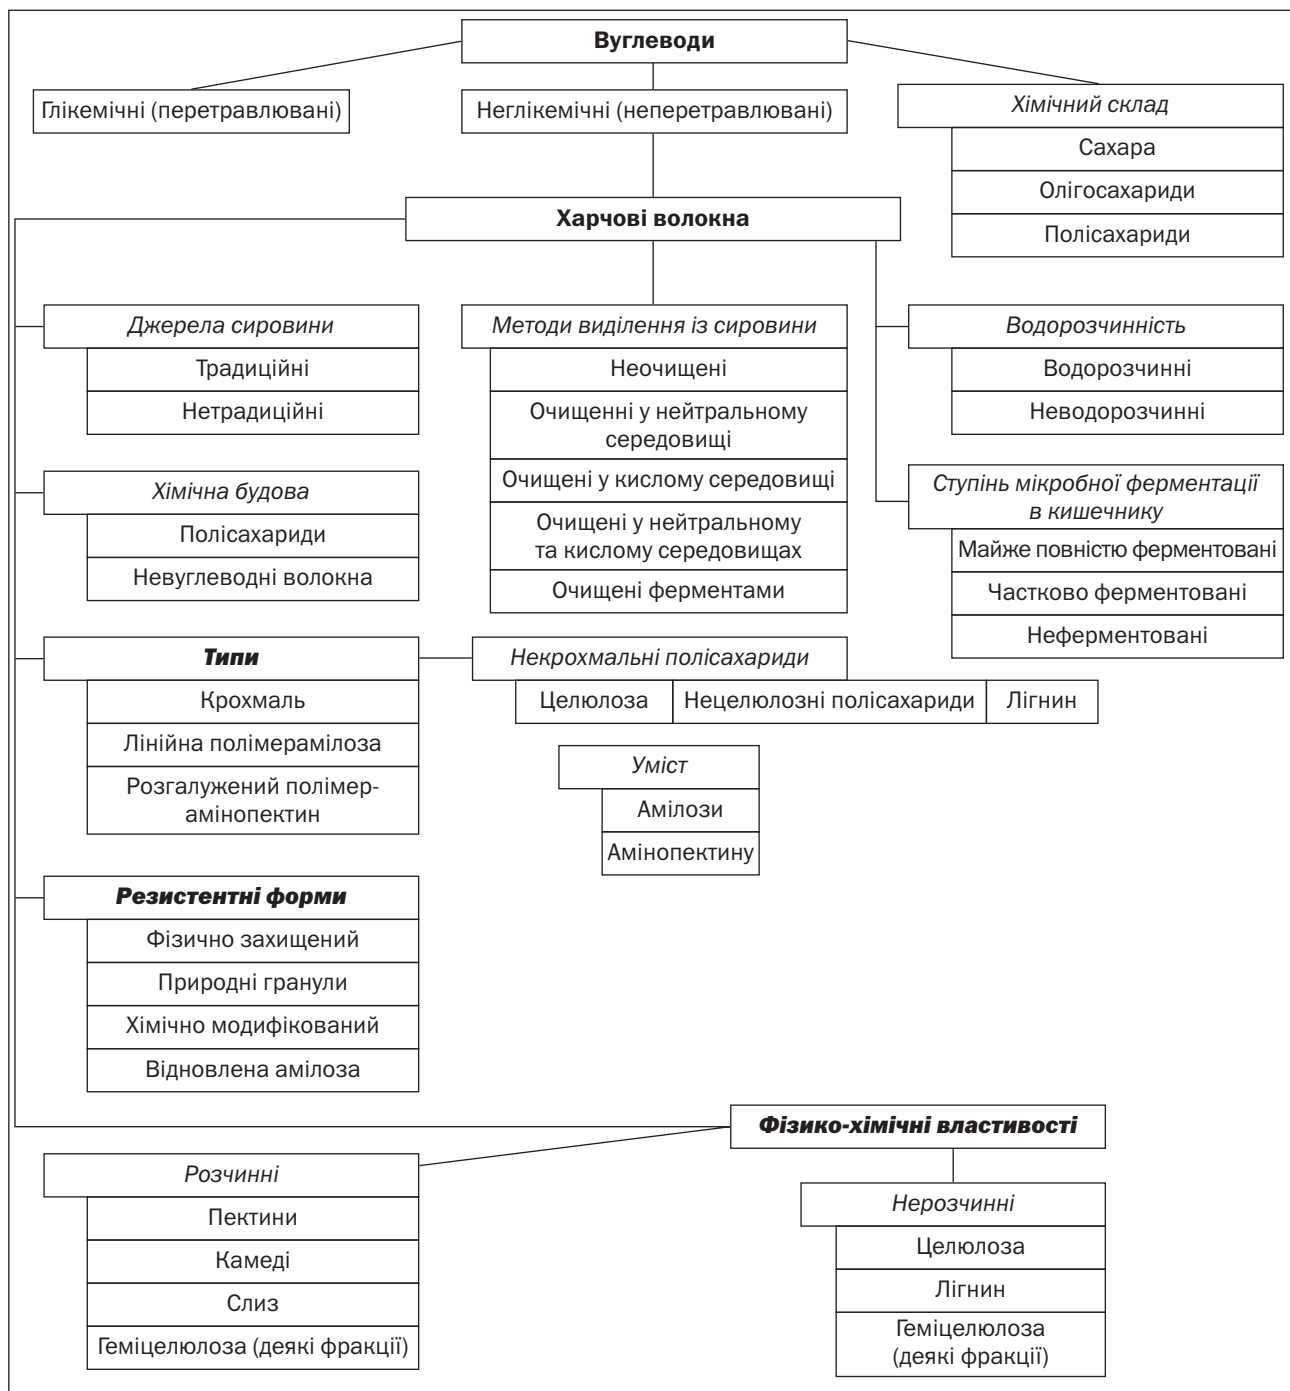 Вуглеводи
Глікемічні (перетравлювані)
Неглікемічні (неперетравлювані)
Хімічний склад
Сахара
Олігосахариди
Полісахариди
Харчові волокна
Джерела сировини
Традиційні
Нетрадиційні
Методи виділення із сировини
Неочищені
Очищенні у нейтральному
середовищі
Очищені у кислому середовищі
Очищені у нейтральному
та кислому середовищах
Очищені ферментами
Водорозчинність
Водорозчинні
Неводорозчинні
Хімічна будова
Полісахариди
Невуглеводні волокна
Ступінь мікробної ферментації
в кишечнику
Майже повністю ферментовані
Частково ферментовані
Неферментовані
Типи
Крохмаль
Лінійна полімерамілоза
Розгалужений полімер-
амінопектин
Некрохмальні полісахариди
Целюлоза
Нецелюлозні полісахариди
Лігнин
Уміст
Амілози
Амінопектину
Резистентні форми
Фізично захищений
Природні гранули
Хімічно модифікований
Відновлена амілоза
Фізико-хімічні властивості
Розчинні
Пектини
Камеді
Слиз
Геміцелюлоза (деякі фракції)
Нерозчинні
Целюлоза
Лігнин
Геміцелюлоза
(деякі фракції)